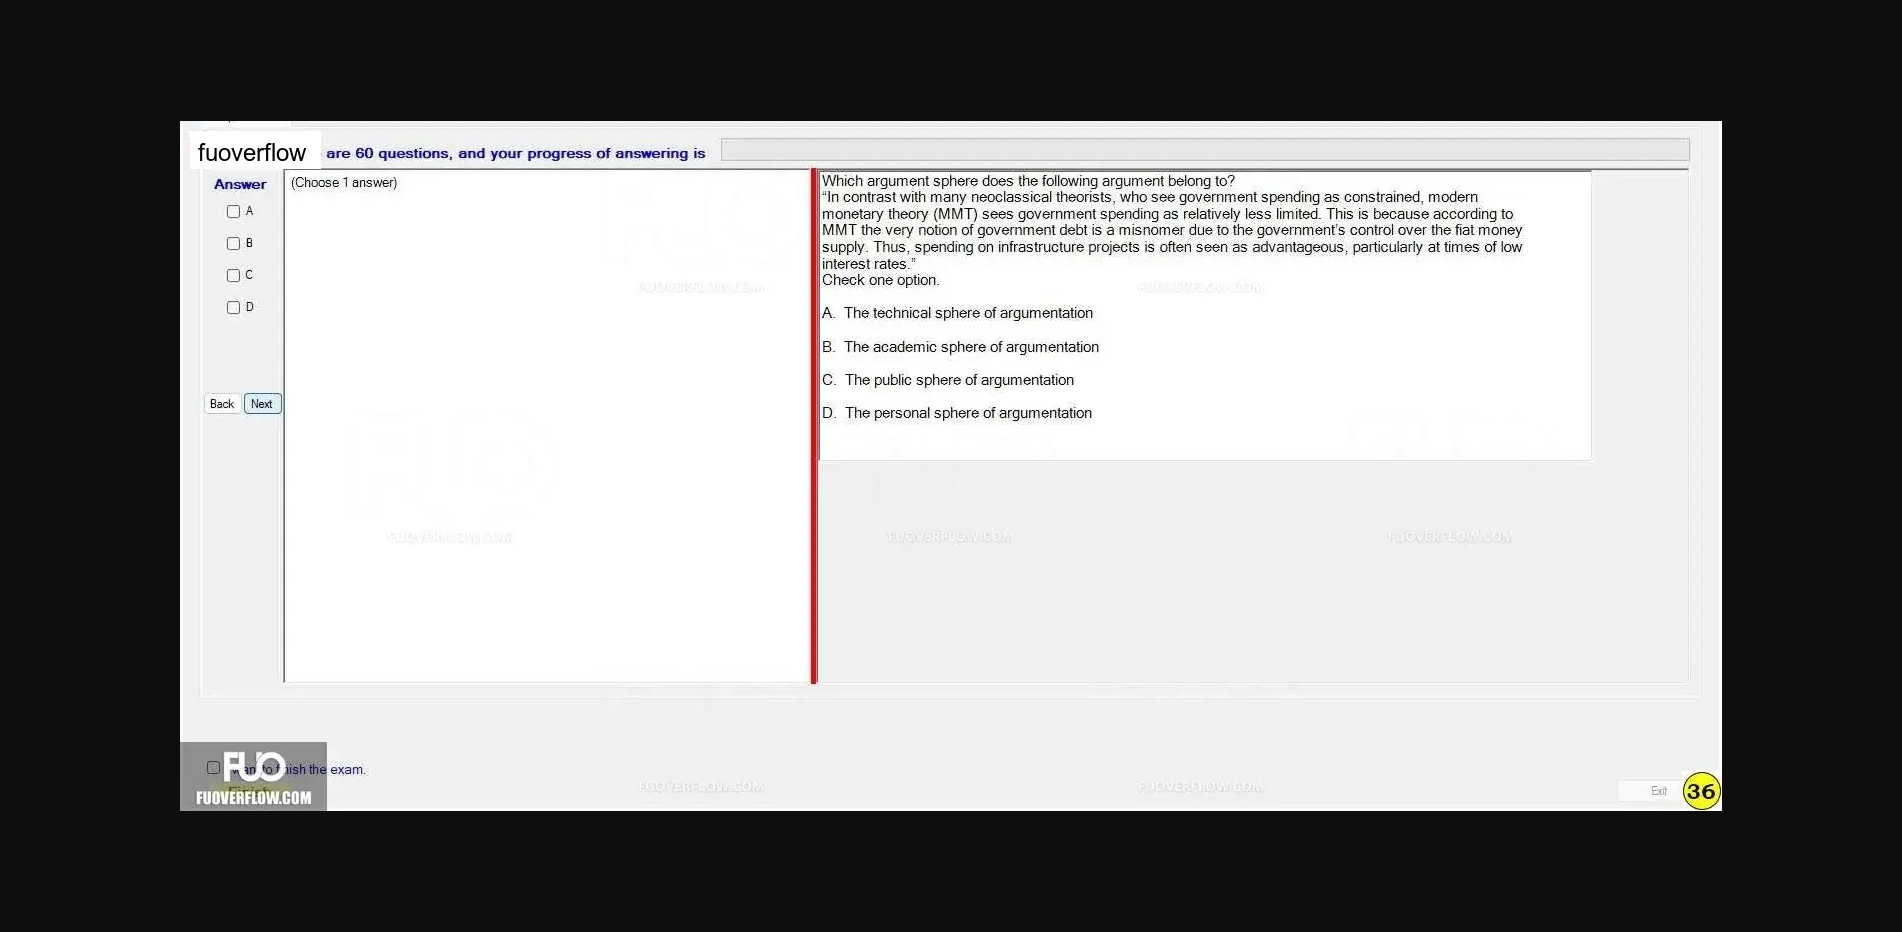 fuoverflow are 60 questions, and your progress of answering is
Answer
(Choose 1 answer)
A
B
C
D
Back Next
Which argument sphere does the following argument belong to?
“In contrast with many neoclassical theorists, who see government spending as constrained, modern
monetary theory (MMT) sees government spending as relatively less limited. This is because according to
MMT the very notion of government debt is a misnomer due to the government's control over the fiat money
supply. Thus, spending on infrastructure projects is often seen as advantageous, particularly at times of low
interest rates.”
Check one option.
A. The technical sphere of argumentation
B. The academic sphere of argumentation
C. The public sphere of argumentation
D. The personal sphere of argumentation
FUOVERFLOW.COM FUOVERFLOW.COM
FUOVERFLOW.COM FUOVERFLOW.COM FUOVERFLOW.COM
FUOVERFLOW.COM FUOVERFLOW.COM
FUO
to the exam.
Finish
FUOVERFLOW.COM
Exit
36